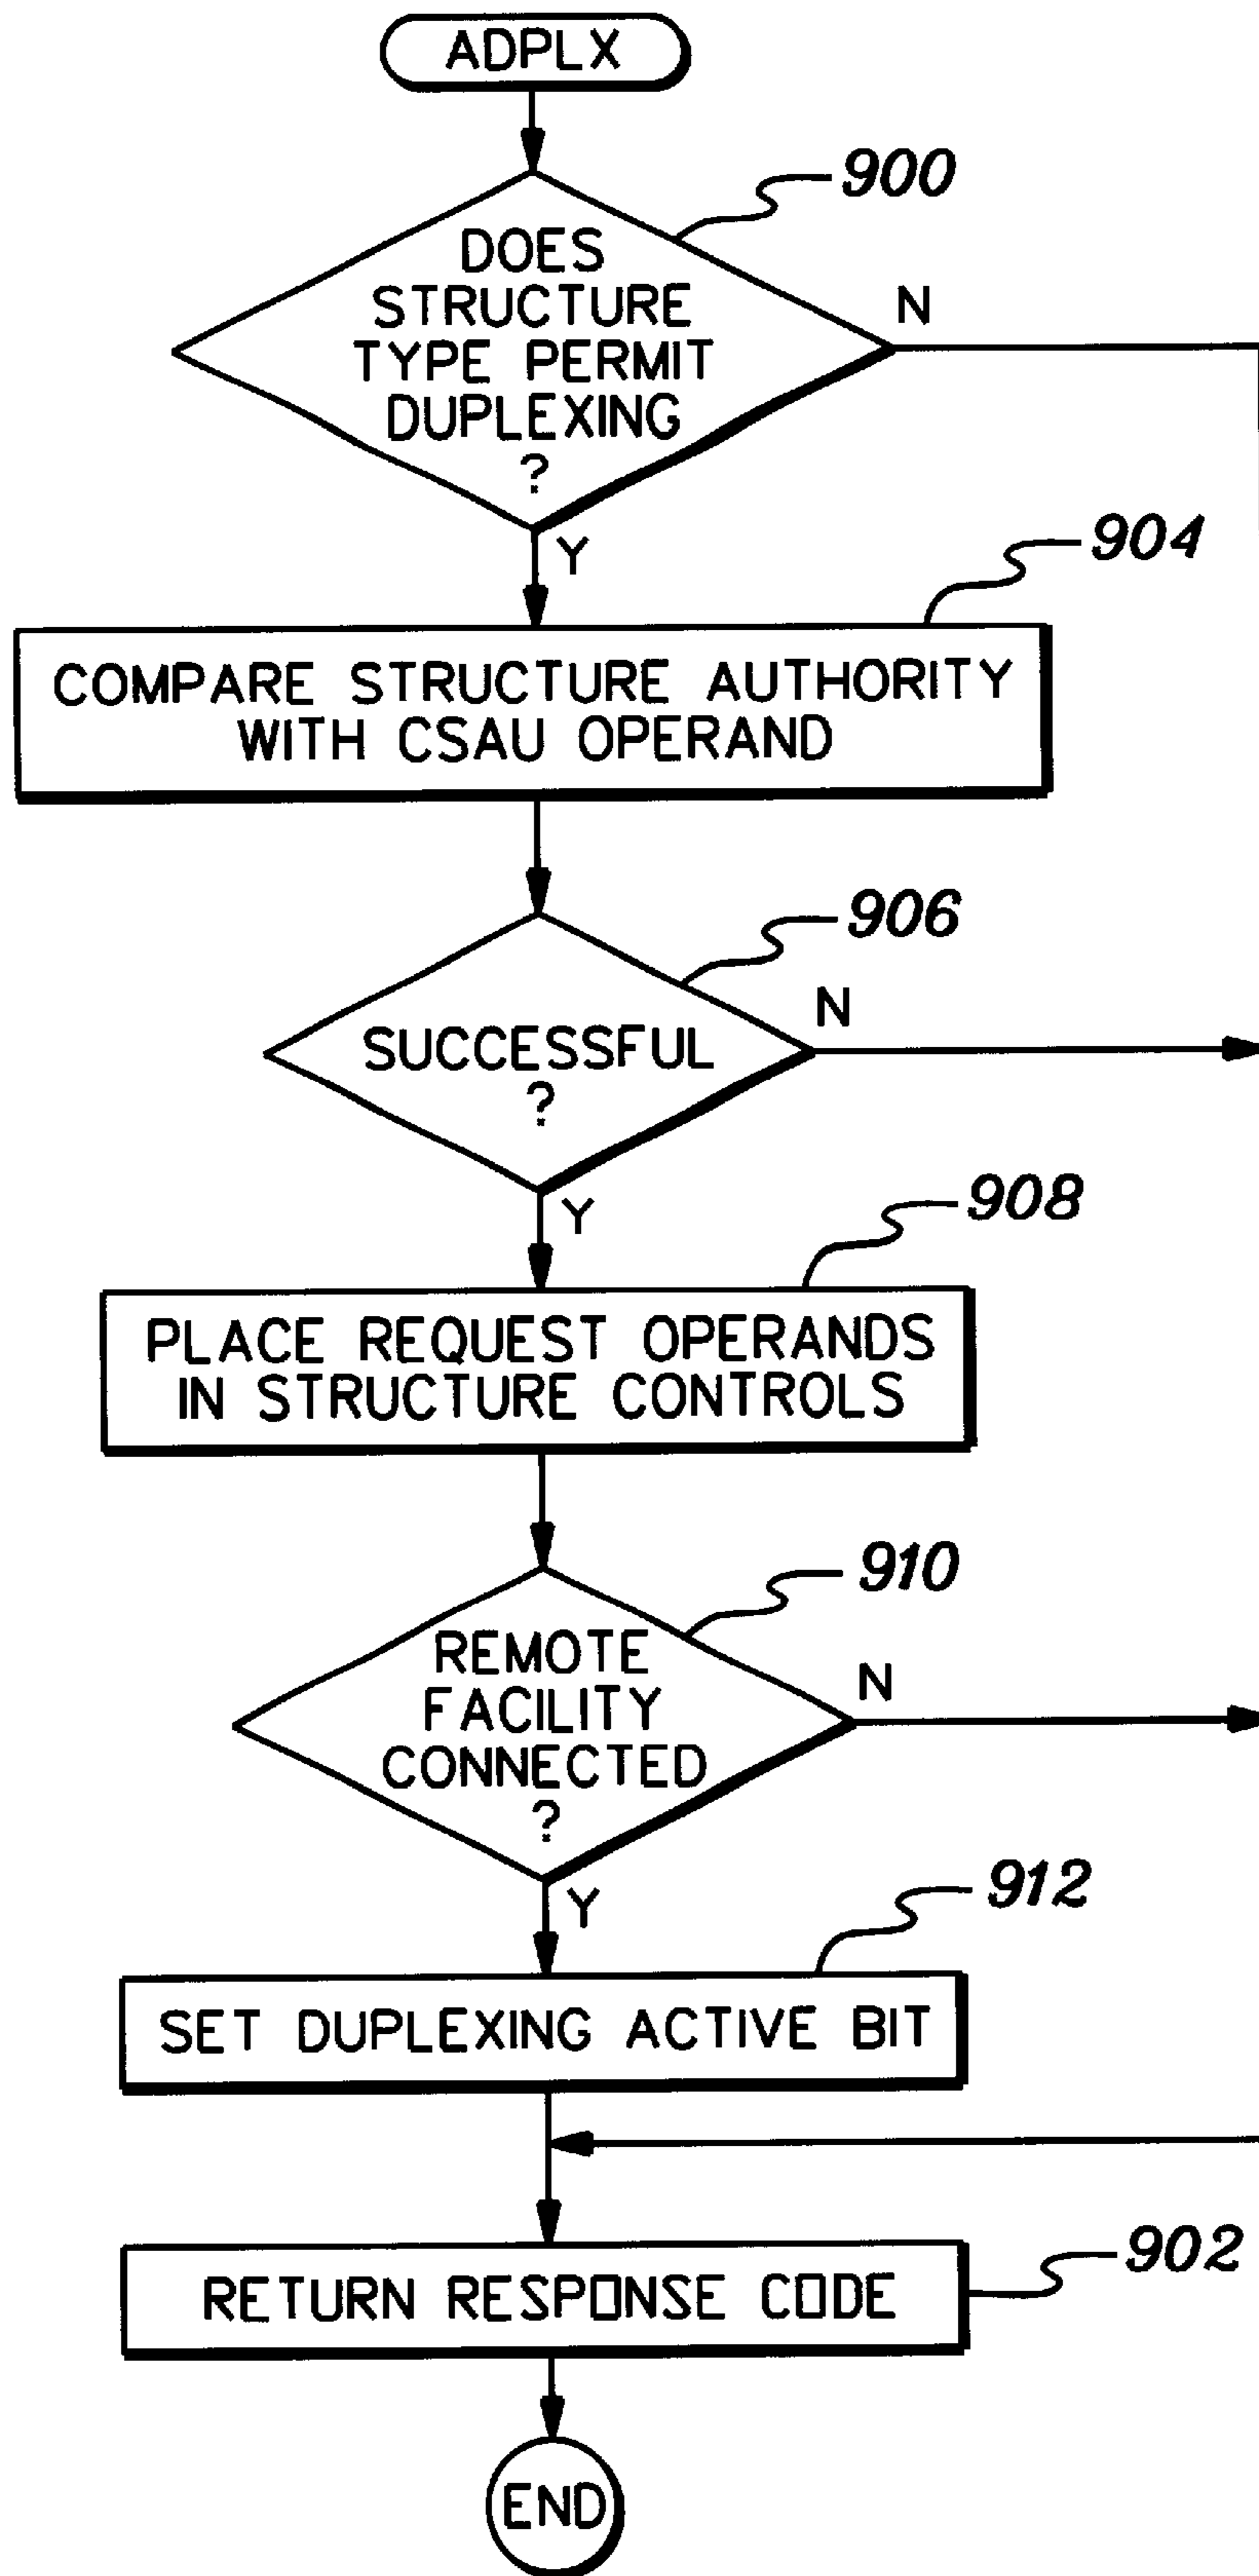 ADPLX
900
DOES
STRUCTURE
TYPE PERMIT
DUPLEXING
?
N
Y
904
COMPARE STRUCTURE AUTHORITY
WITH CSAU OPERAND
906
SUCCESSFUL
?
N
Y
908
PLACE REQUEST OPERANDS
IN STRUCTURE CONTROLS
910
REMOTE
FACILITY
CONNECTED
?
N
Y
912
SET DUPLEXING ACTIVE BIT
902
RETURN RESPONSE CODE
END